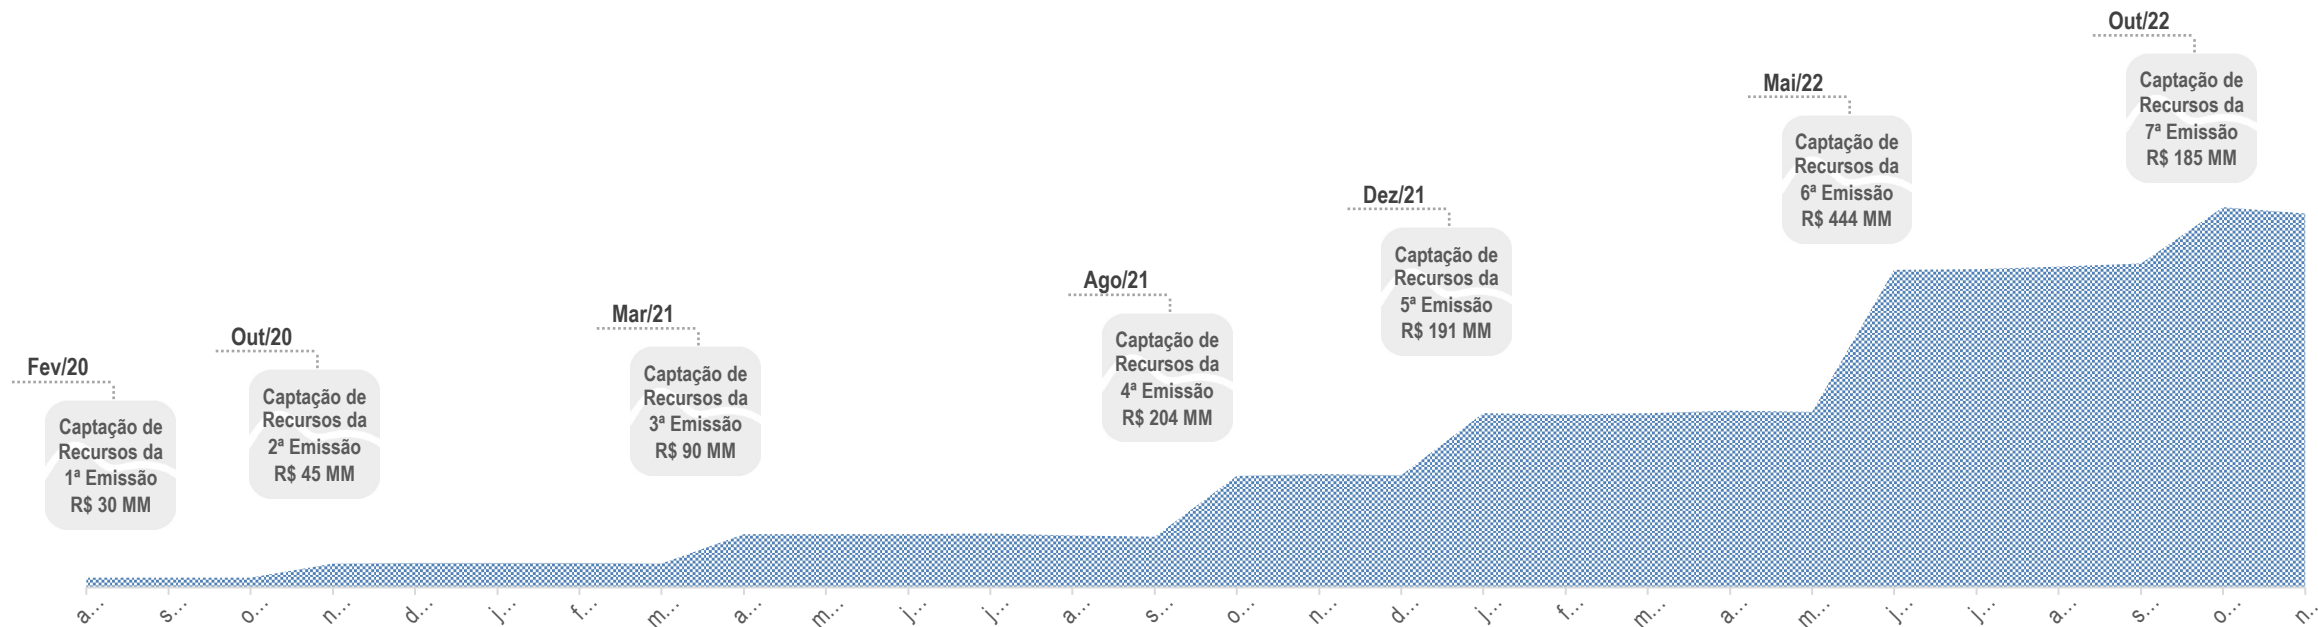 Fev/20
Captação de
Recursos da
1ª Emissão
R$ 30 MM
Out/20
Captação de
Recursos da
2ª Emissão
R$ 45 MM
Mar/21
Captação de
Recursos da
3ª Emissão
R$ 90 MM
Ago/21
Captação de
Recursos da
4ª Emissão
R$ 204 MM
Dez/21
Captação de
Recursos da
5ª Emissão
R$ 191 MM
Mai/22
Captação de
Recursos da
6ª Emissão
R$ 444 MM
Out/22
Captação de
Recursos da
7ª Emissão
R$ 185 MM
a...
s...
o...
n...
d...
j...
f...
m...
a...
m...
j...
j...
a...
s...
o...
n...
d...
j...
f...
m...
a...
m...
j...
j...
a...
s...
o...
n...